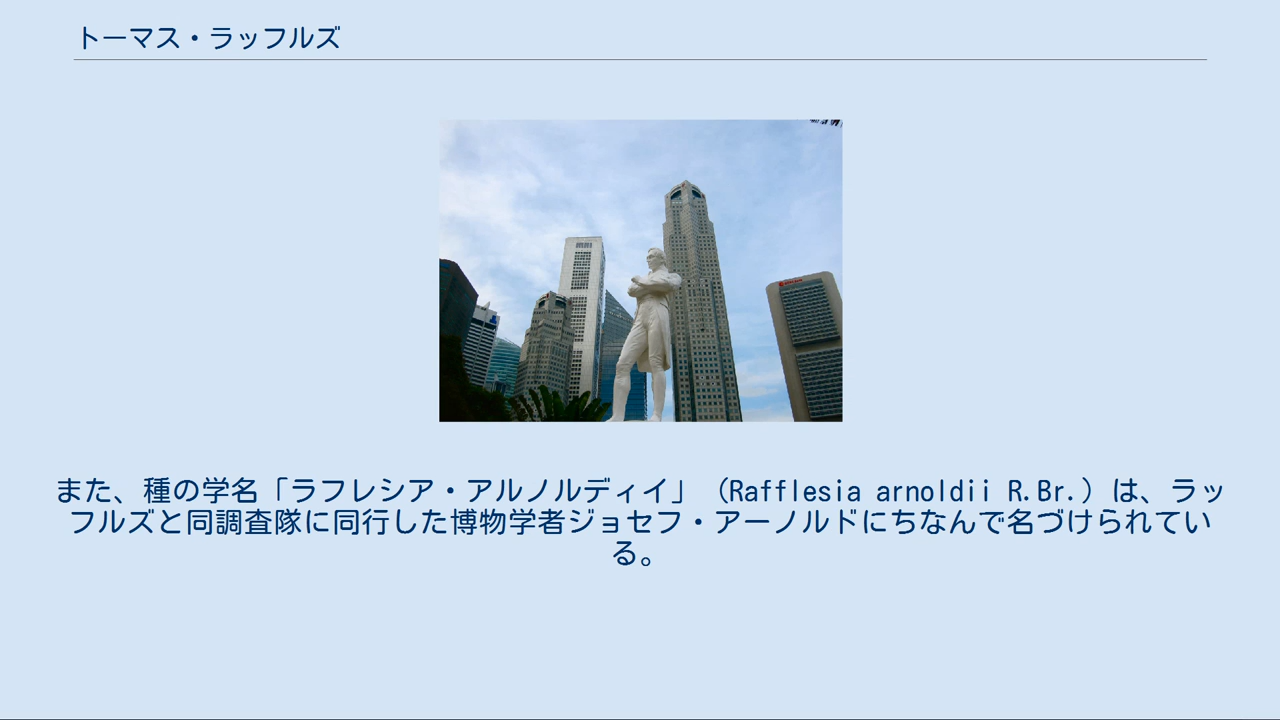 トーマス・ラッフルズ
また、種の学名「ラフレシア・アルノルディイ」（Rafflesia arnoldii R.Br.）は、ラッ
フルズと同調査隊に同行した博物学者ジョセフ・アーノルドにちなんで名づけられてい
る。